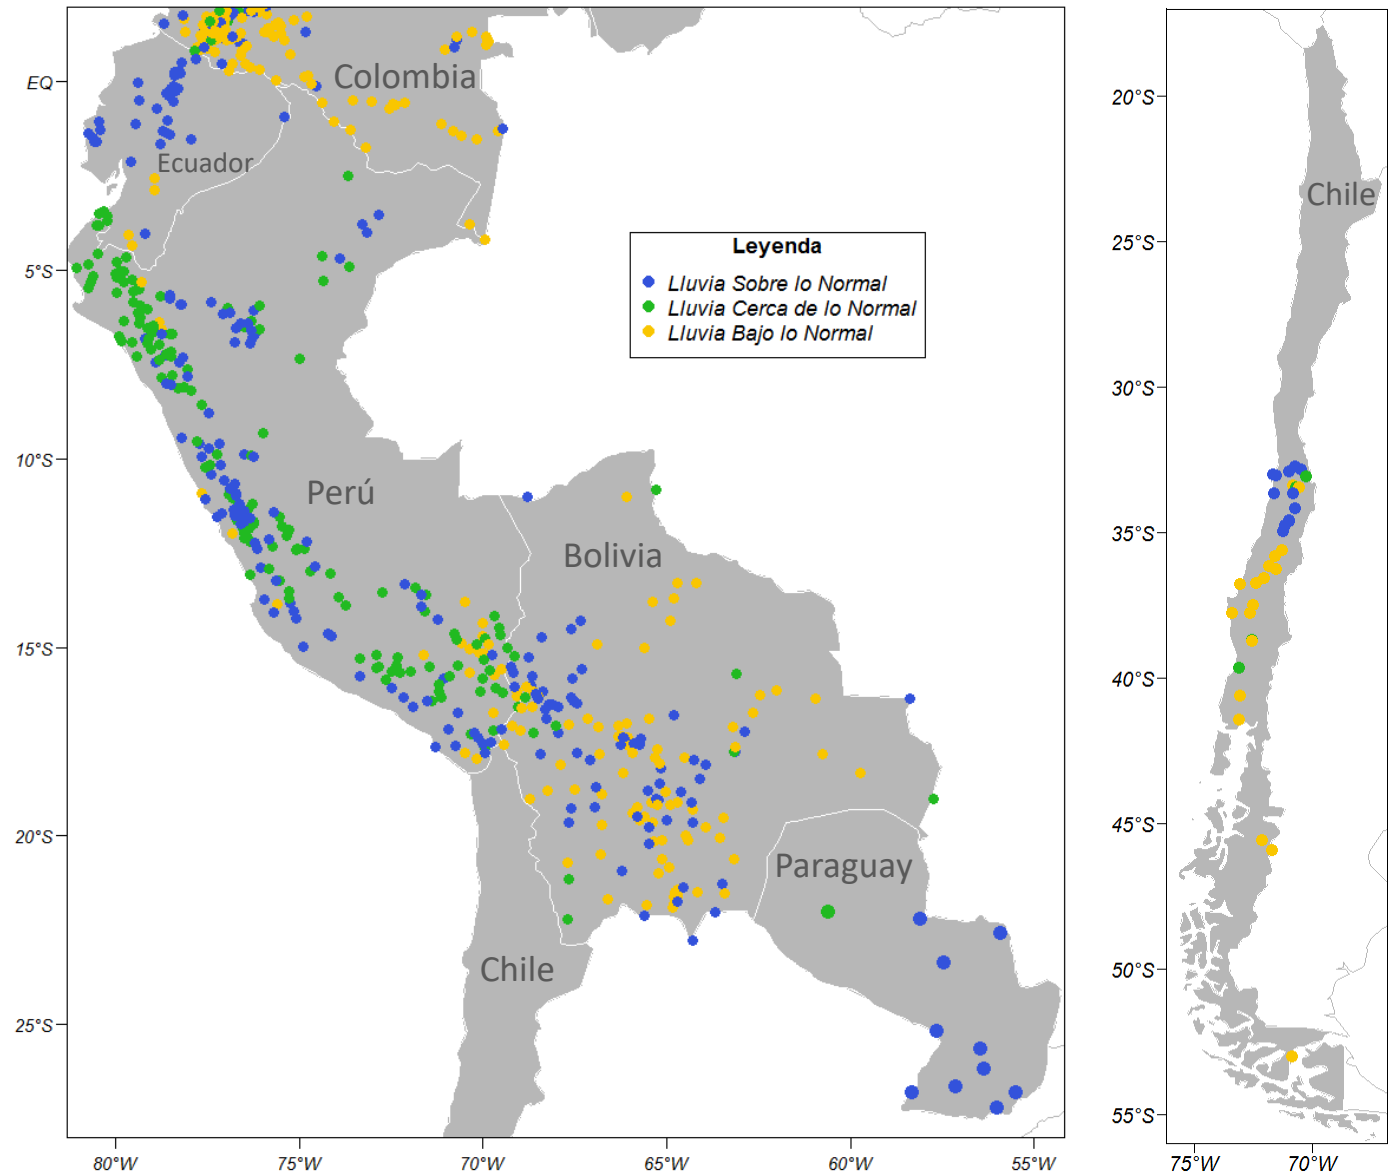 Colombia
EQ
Ecuador
Leyenda
Lluvia Sobre lo Normal
Lluvia Cerca de lo Normal
Lluvia Bajo lo Normal
5°S
10°S
Perú
Bolivia
15°S
20°S
Paraguay
Chile
25°S
80°W 75°W 70°W 65°W 60°W 55°W
20°S
Chile
25°S
30°S
35°S
40°S
45°S
50°S
55°S
75°W 70°W